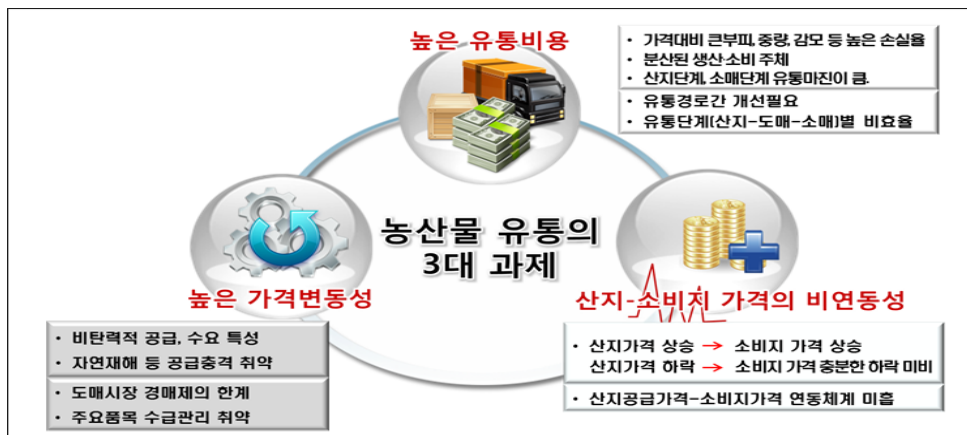 높은 유통비용
• 가격대비 큰부피, 중량, 감모 등 높은 손실율
• 분산된 생산·소비 주체
• 산지단계, 소매단계 유통마진이 큼.
• 유통경로간 개선필요
• 유통단계(산지-도매-소매)별 비효율
농산물 유통의
3대 과제
높은 가격변동성
• 비탄력적 공급, 수요 특성
• 자연재해 등 공급충격 취약
• 도매시장 경매제의 한계
• 주요품목 수급관리 취약
산지-소비지 가격의 비연동성
• 산지가격 상승 → 소비지 가격 상승
산지가격 하락 → 소비지 가격 충분한 하락 미비
• 산지공급가격-소비지가격 연동체계 미흡